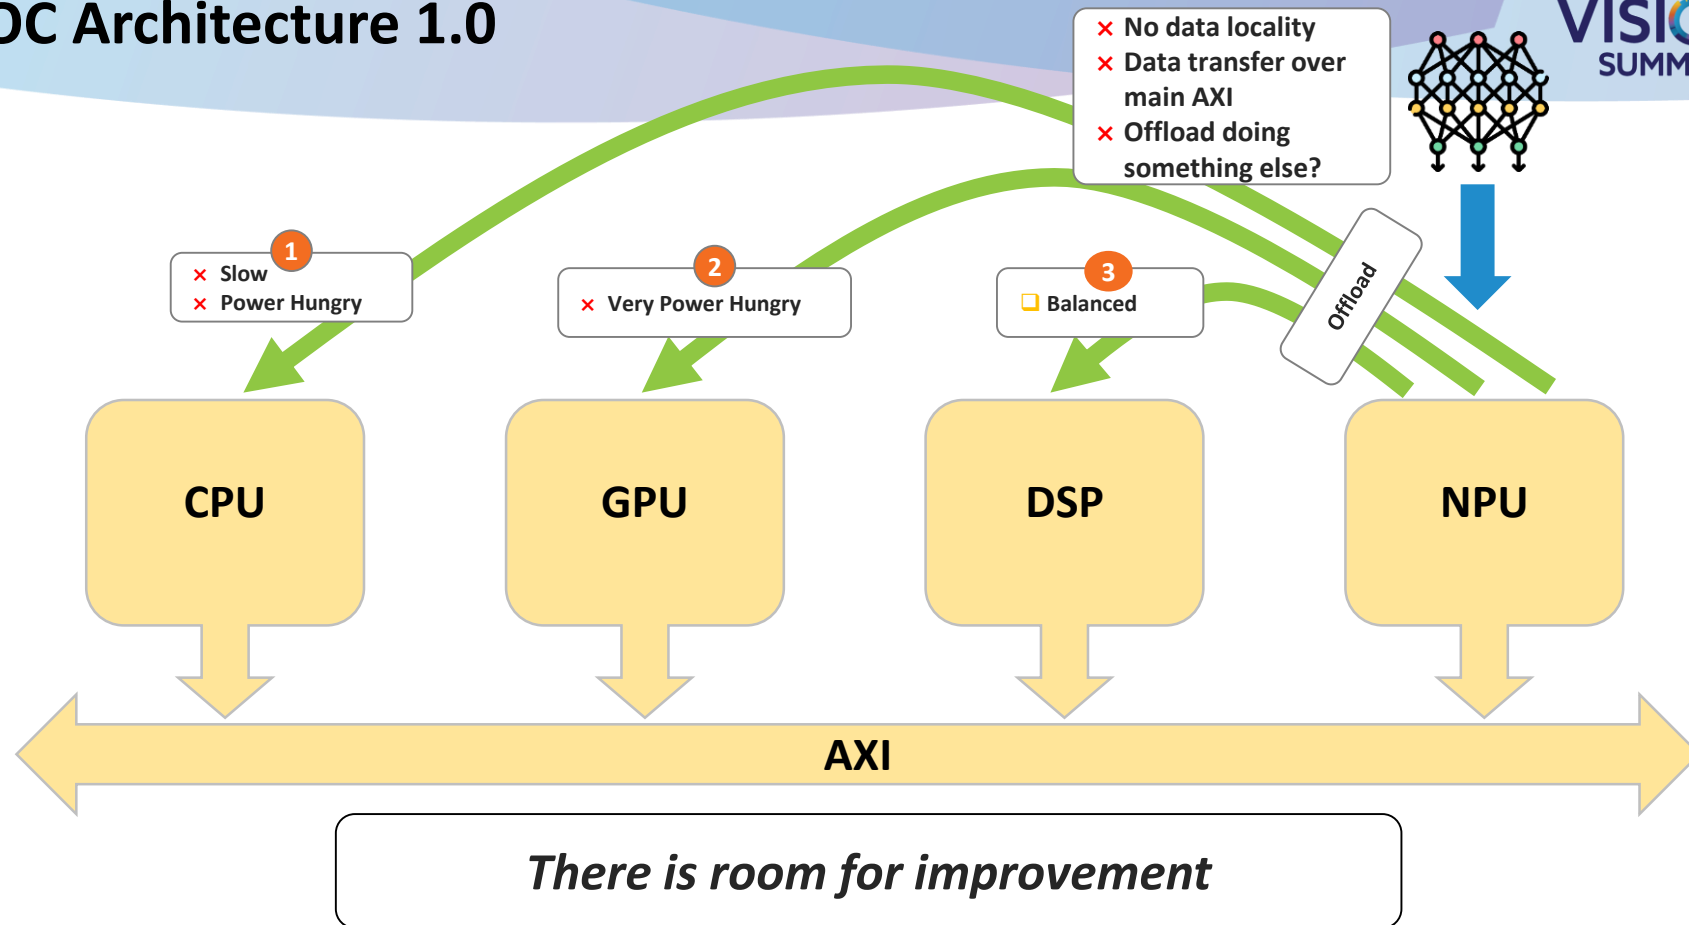 OC Architecture 1.0
VISIO
SUMM
× No data locality
× Data transfer over
main AXI
× Offload doing
something else?
1
× Slow
× Power Hungry
2
× Very Power Hungry
3
❑ Balanced
Offload
CPU
GPU
DSP
NPU
AXI
There is room for improvement